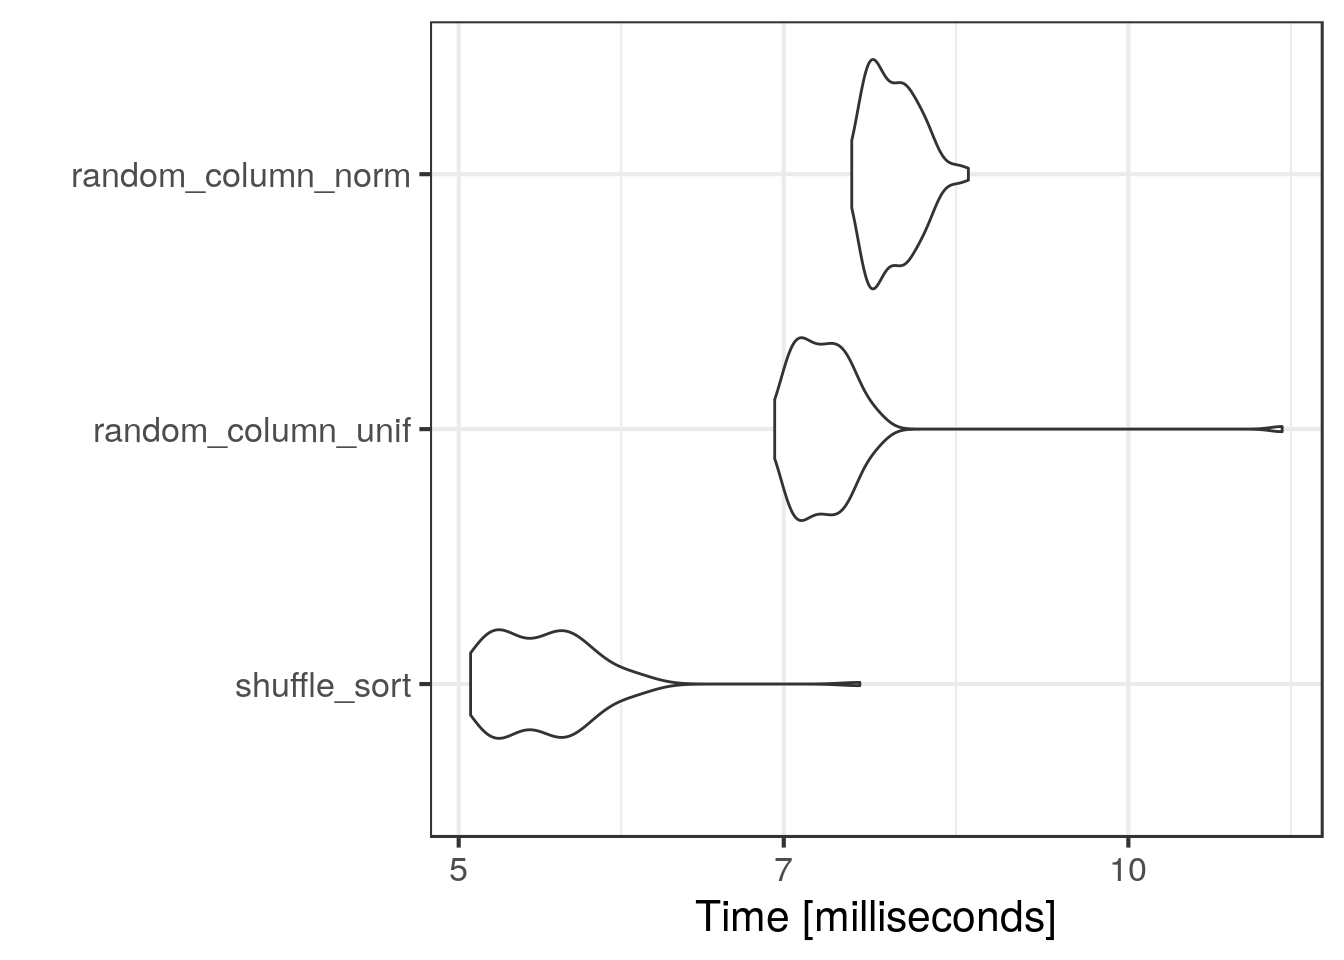 random_column_norm
random_column_unif
shuffle_sort
5 7 10
Time [milliseconds]